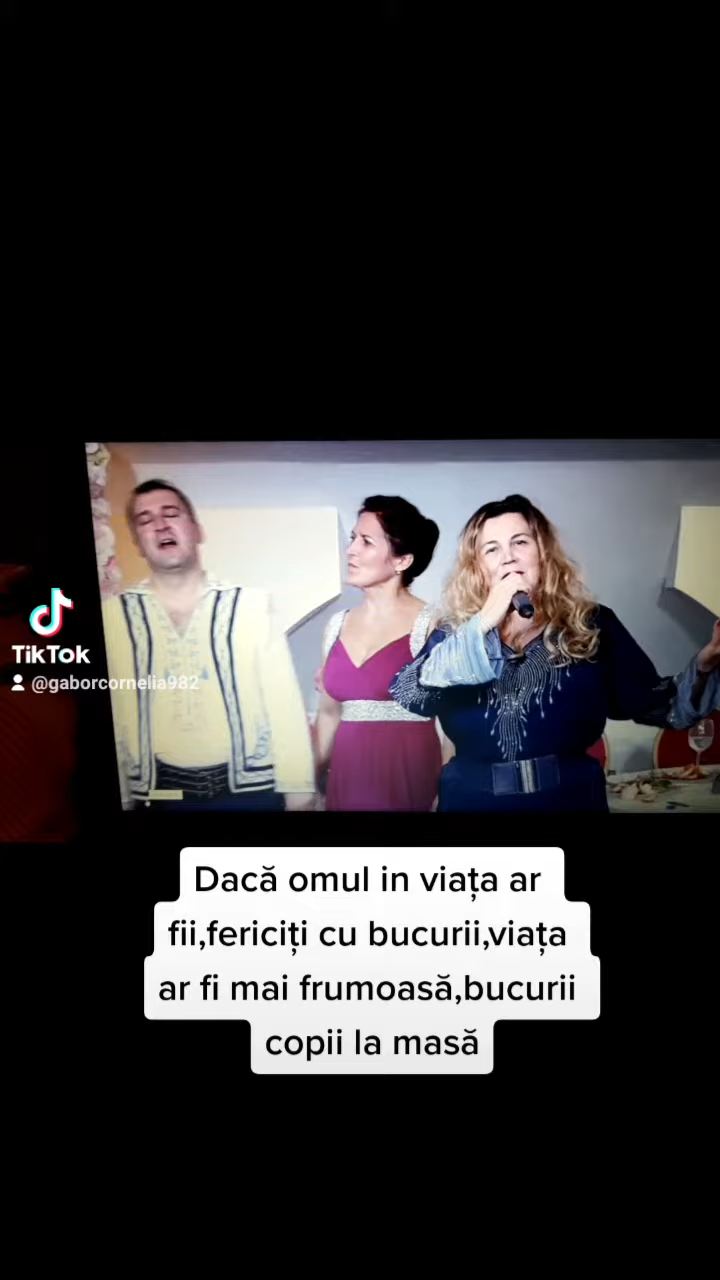 TikTok
@gaborcornelia982
Dacă omul in viața ar
fii,fericiți cu bucurii,viața
ar fi mai frumoasă,bucurii
copii la masă